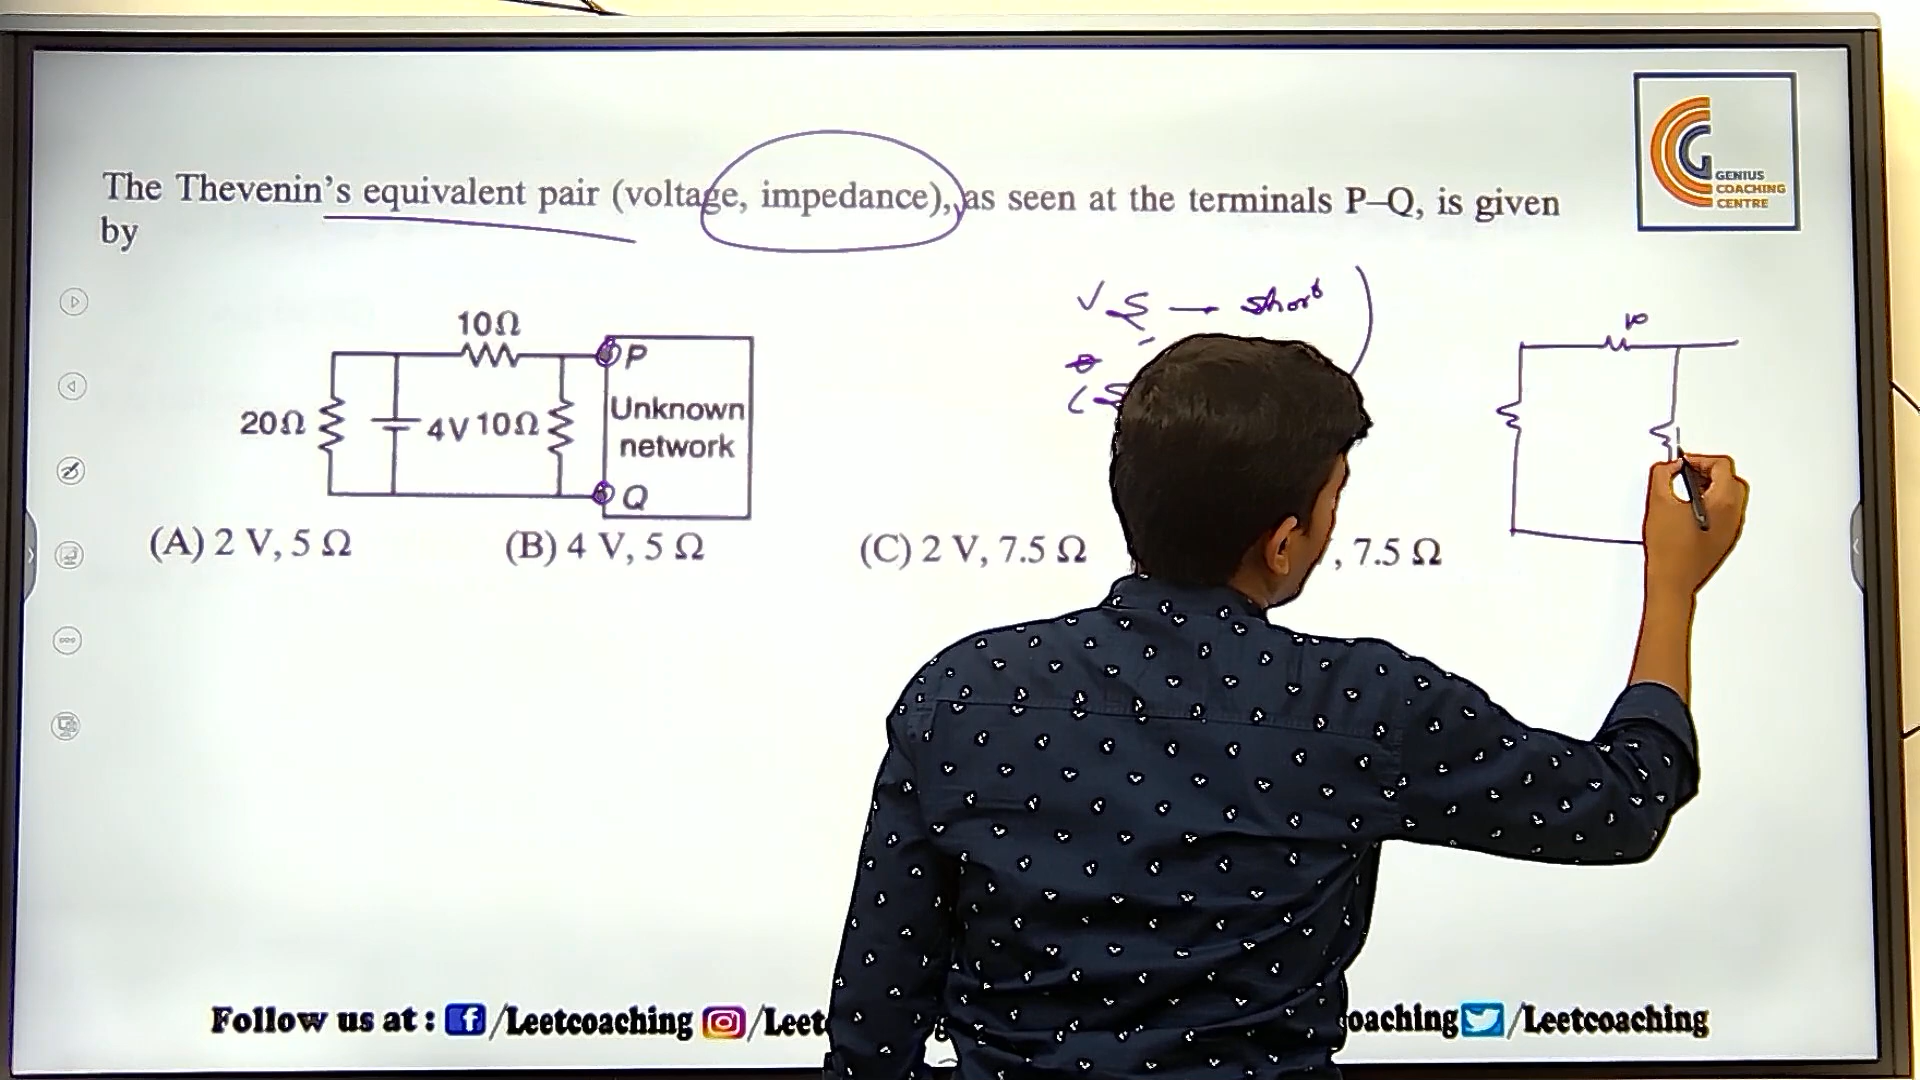 GENIUS
COACHING
CENTRE
The Thevenin's equivalent pair (voltage, impedance), as seen at the terminals P–Q, is given
by
VS — short
10
10Ω
P
20Ω
4V 10Ω
Unknown
network
Q
(A) 2 V, 5 Ω
(B) 4 V, 5 Ω
(C) 2 V, 7.5 Ω
, 7.5 Ω
Follow us at : f /Leetcoaching /Leet oaching /Leetcoaching